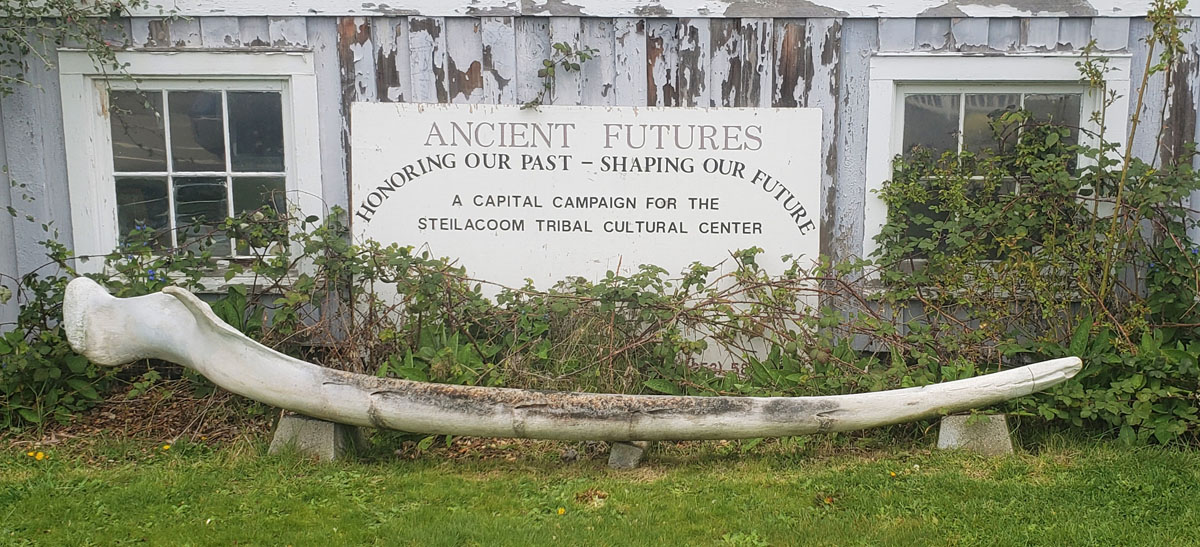 ANCIENT FUTURES
HONORING OUR PAST – SHAPING OUR FUTURE
A CAPITAL CAMPAIGN FOR THE
STEILACOOM TRIBAL CULTURAL CENTER